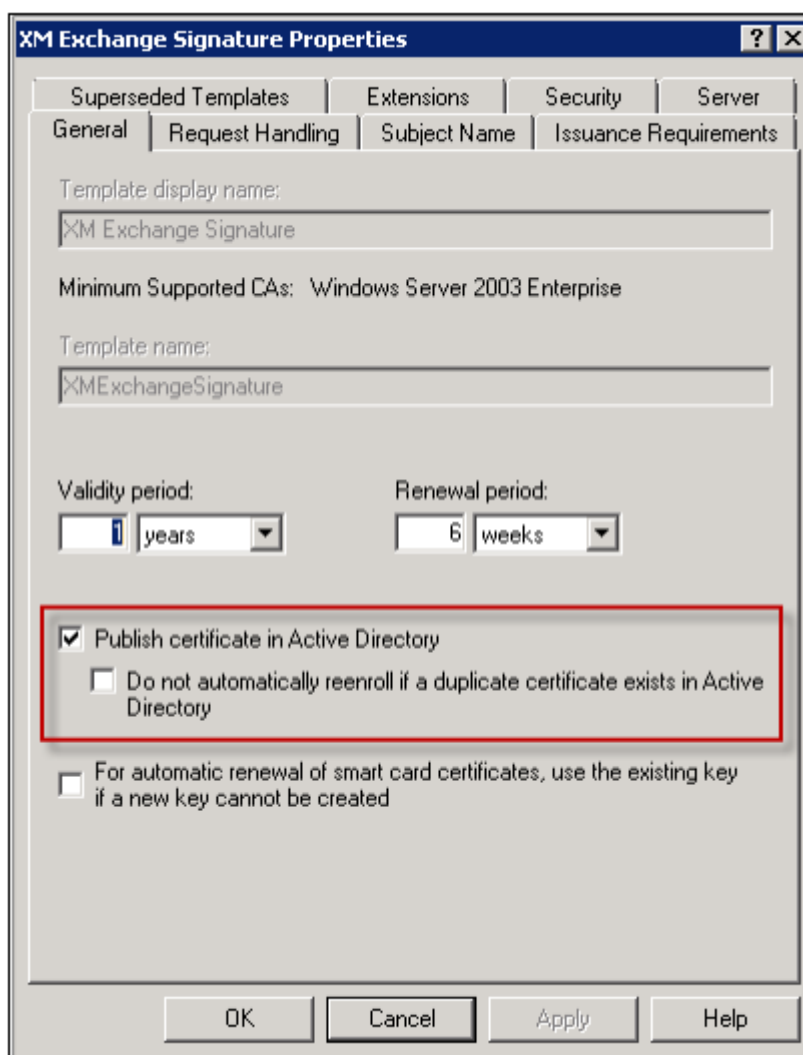 XM Exchange Signature Properties
Superseded Templates Extensions Security Server
General Request Handling Subject Name Issuance Requirements
Template display name:
XM Exchange Signature
Minimum Supported CAs: Windows Server 2003 Enterprise
Template name:
XMExchangeSignature
Validity period: Renewal period:
1 years 6 weeks
Publish certificate in Active Directory
Do not automatically reenroll if a duplicate certificate exists in Active
Directory
For automatic renewal of smart card certificates, use the existing key
if a new key cannot be created
OK Cancel Apply Help